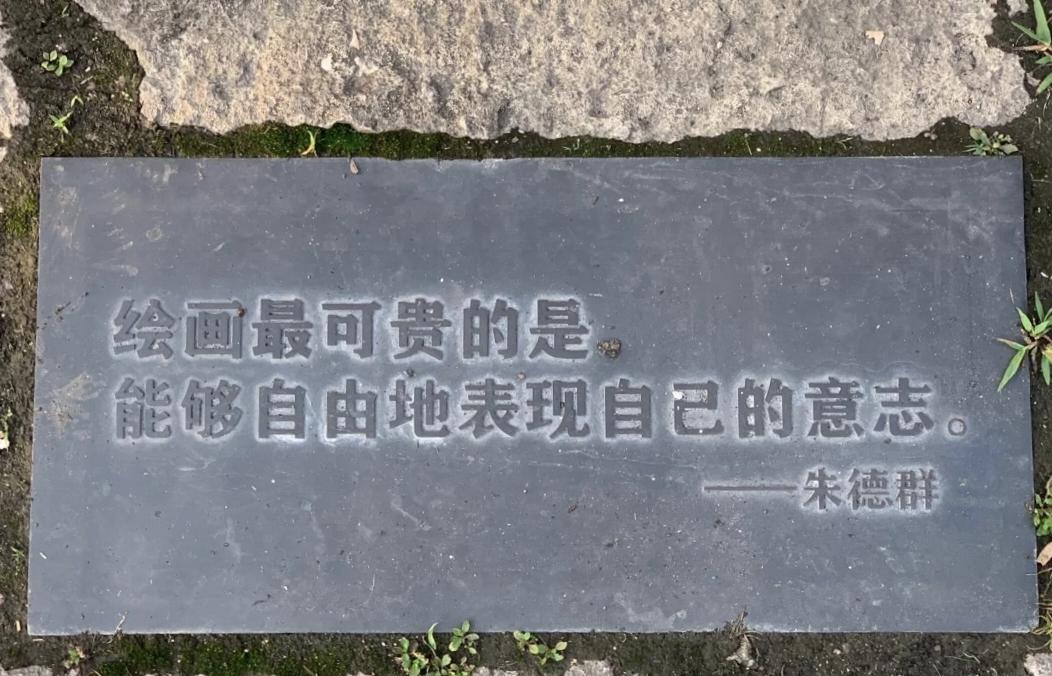 绘画最可贵的是
能够自由地表现自己的意志。
——朱德群